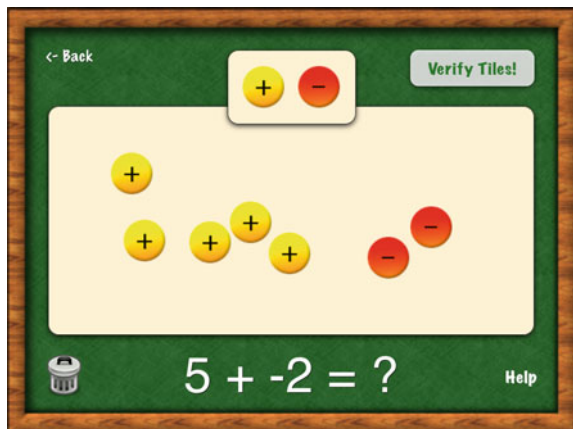 <- Back
Verify Tiles!
+ -
+
+ + + +
- -
5 + -2 = ?
Help